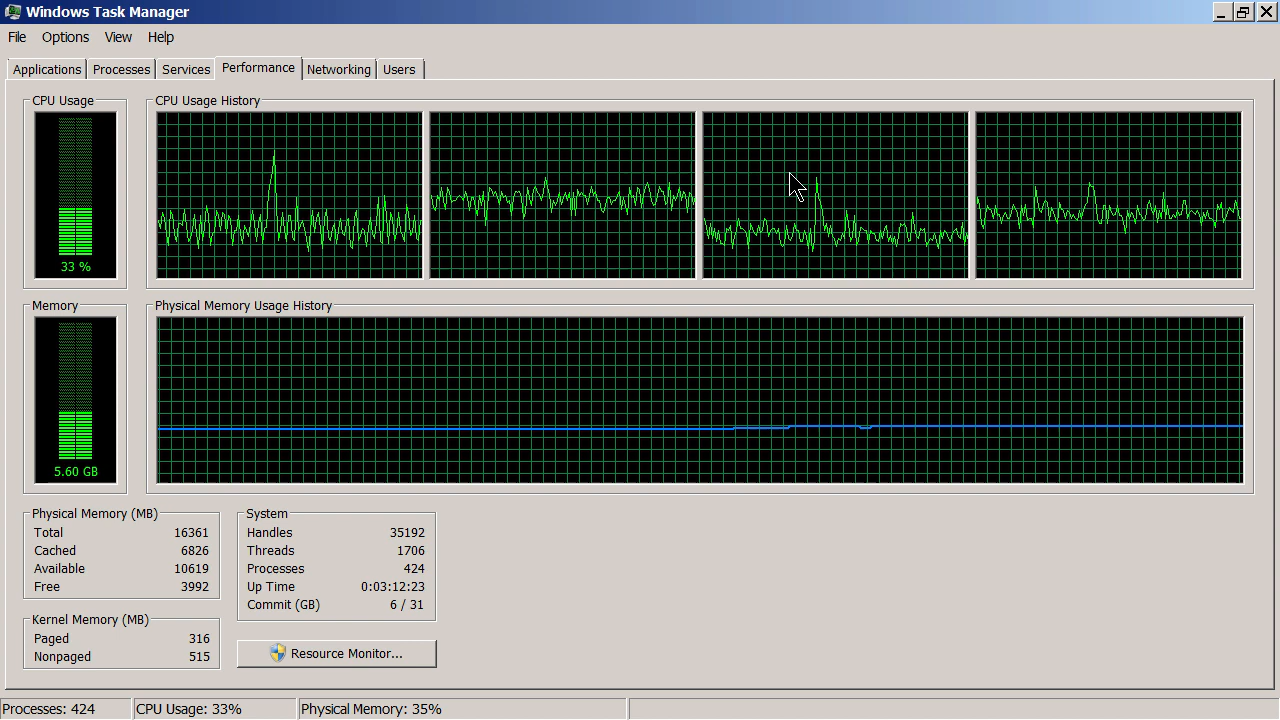 Windows Task Manager
File Options View Help
Applications Processes Services Performance Networking Users
CPU Usage
CPU Usage History
33 %
Memory
Physical Memory Usage History
5.60 GB
Physical Memory (MB)
Total 16361
Cached 6826
Available 10619
Free 3992
Kernel Memory (MB)
Paged 316
Nonpaged 515
System
Handles 35192
Threads 1706
Processes 424
Up Time 0:03:12:23
Commit (GB) 6 / 31
Resource Monitor...
Processes: 424 CPU Usage: 33% Physical Memory: 35%